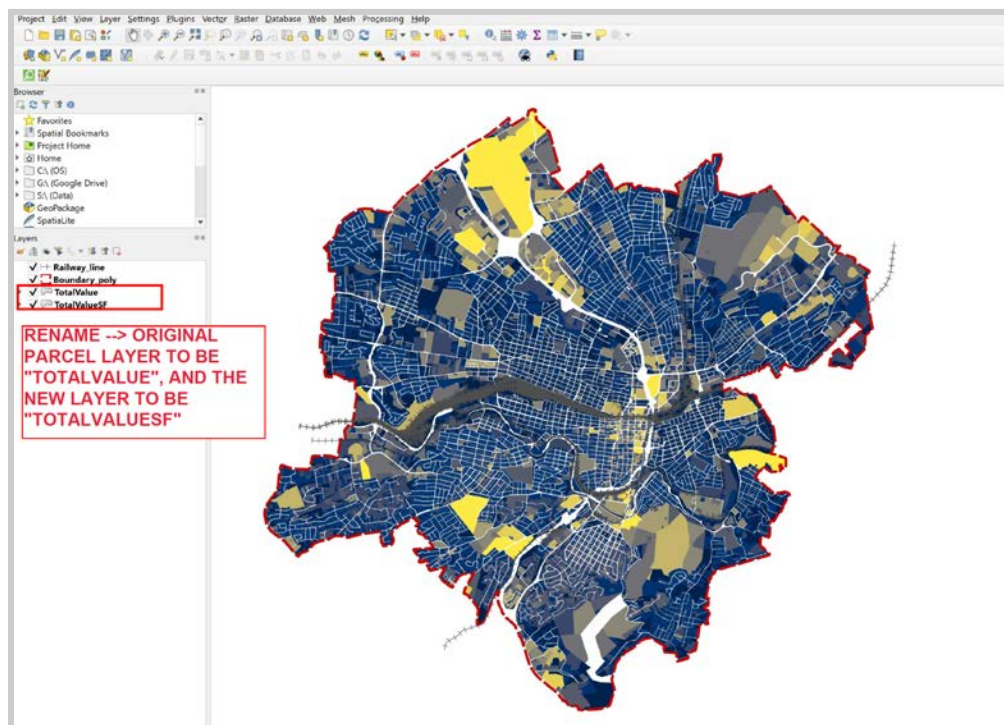 Project Edit View Layer Settings Plugins Vector Raster Database Web Mesh Processing Help
Browser
Favorites
Spatial Bookmarks
Project Home
Home
C:\ (OS)
G:\ (Google Drive)
S:\ (Data)
GeoPackage
SpatiaLite
Layers
Railway_line
Boundary_poly
TotalValue
TotalValueSF
RENAME --> ORIGINAL
PARCEL LAYER TO BE
"TOTALVALUE", AND THE
NEW LAYER TO BE
"TOTALVALUESF"